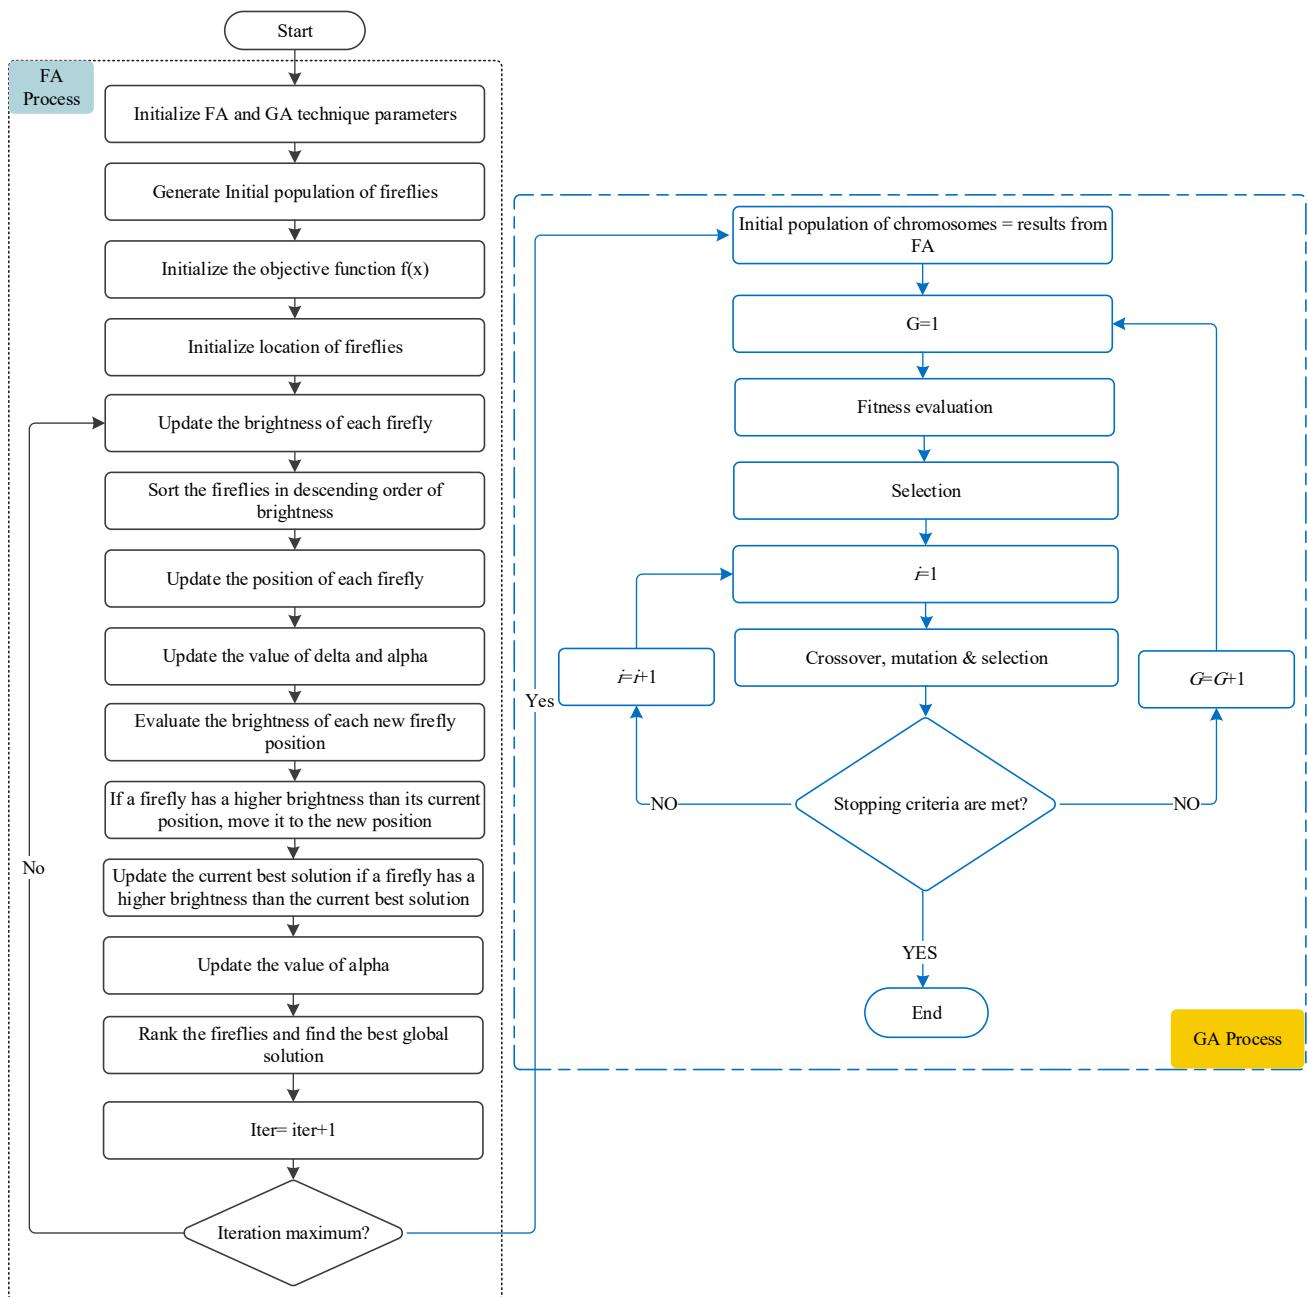 Start
FA
Process
Initialize FA and GA technique parameters
Generate Initial population of fireflies
Initialize the objective function f(x)
Initialize location of fireflies
Update the brightness of each firefly
Sort the fireflies in descending order of
brightness
Update the position of each firefly
Update the value of delta and alpha
Evaluate the brightness of each new firefly
position
If a firefly has a higher brightness than its current
position, move it to the new position
Update the current best solution if a firefly has a
higher brightness than the current best solution
Update the value of alpha
Rank the fireflies and find the best global
solution
Iter= iter+1
Iteration maximum?
No
Yes
Initial population of chromosomes = results from
FA
G=1
Fitness evaluation
Selection
i=1
Crossover, mutation & selection
i=i+1
G=G+1
Stopping criteria are met?
NO
NO
YES
End
GA Process